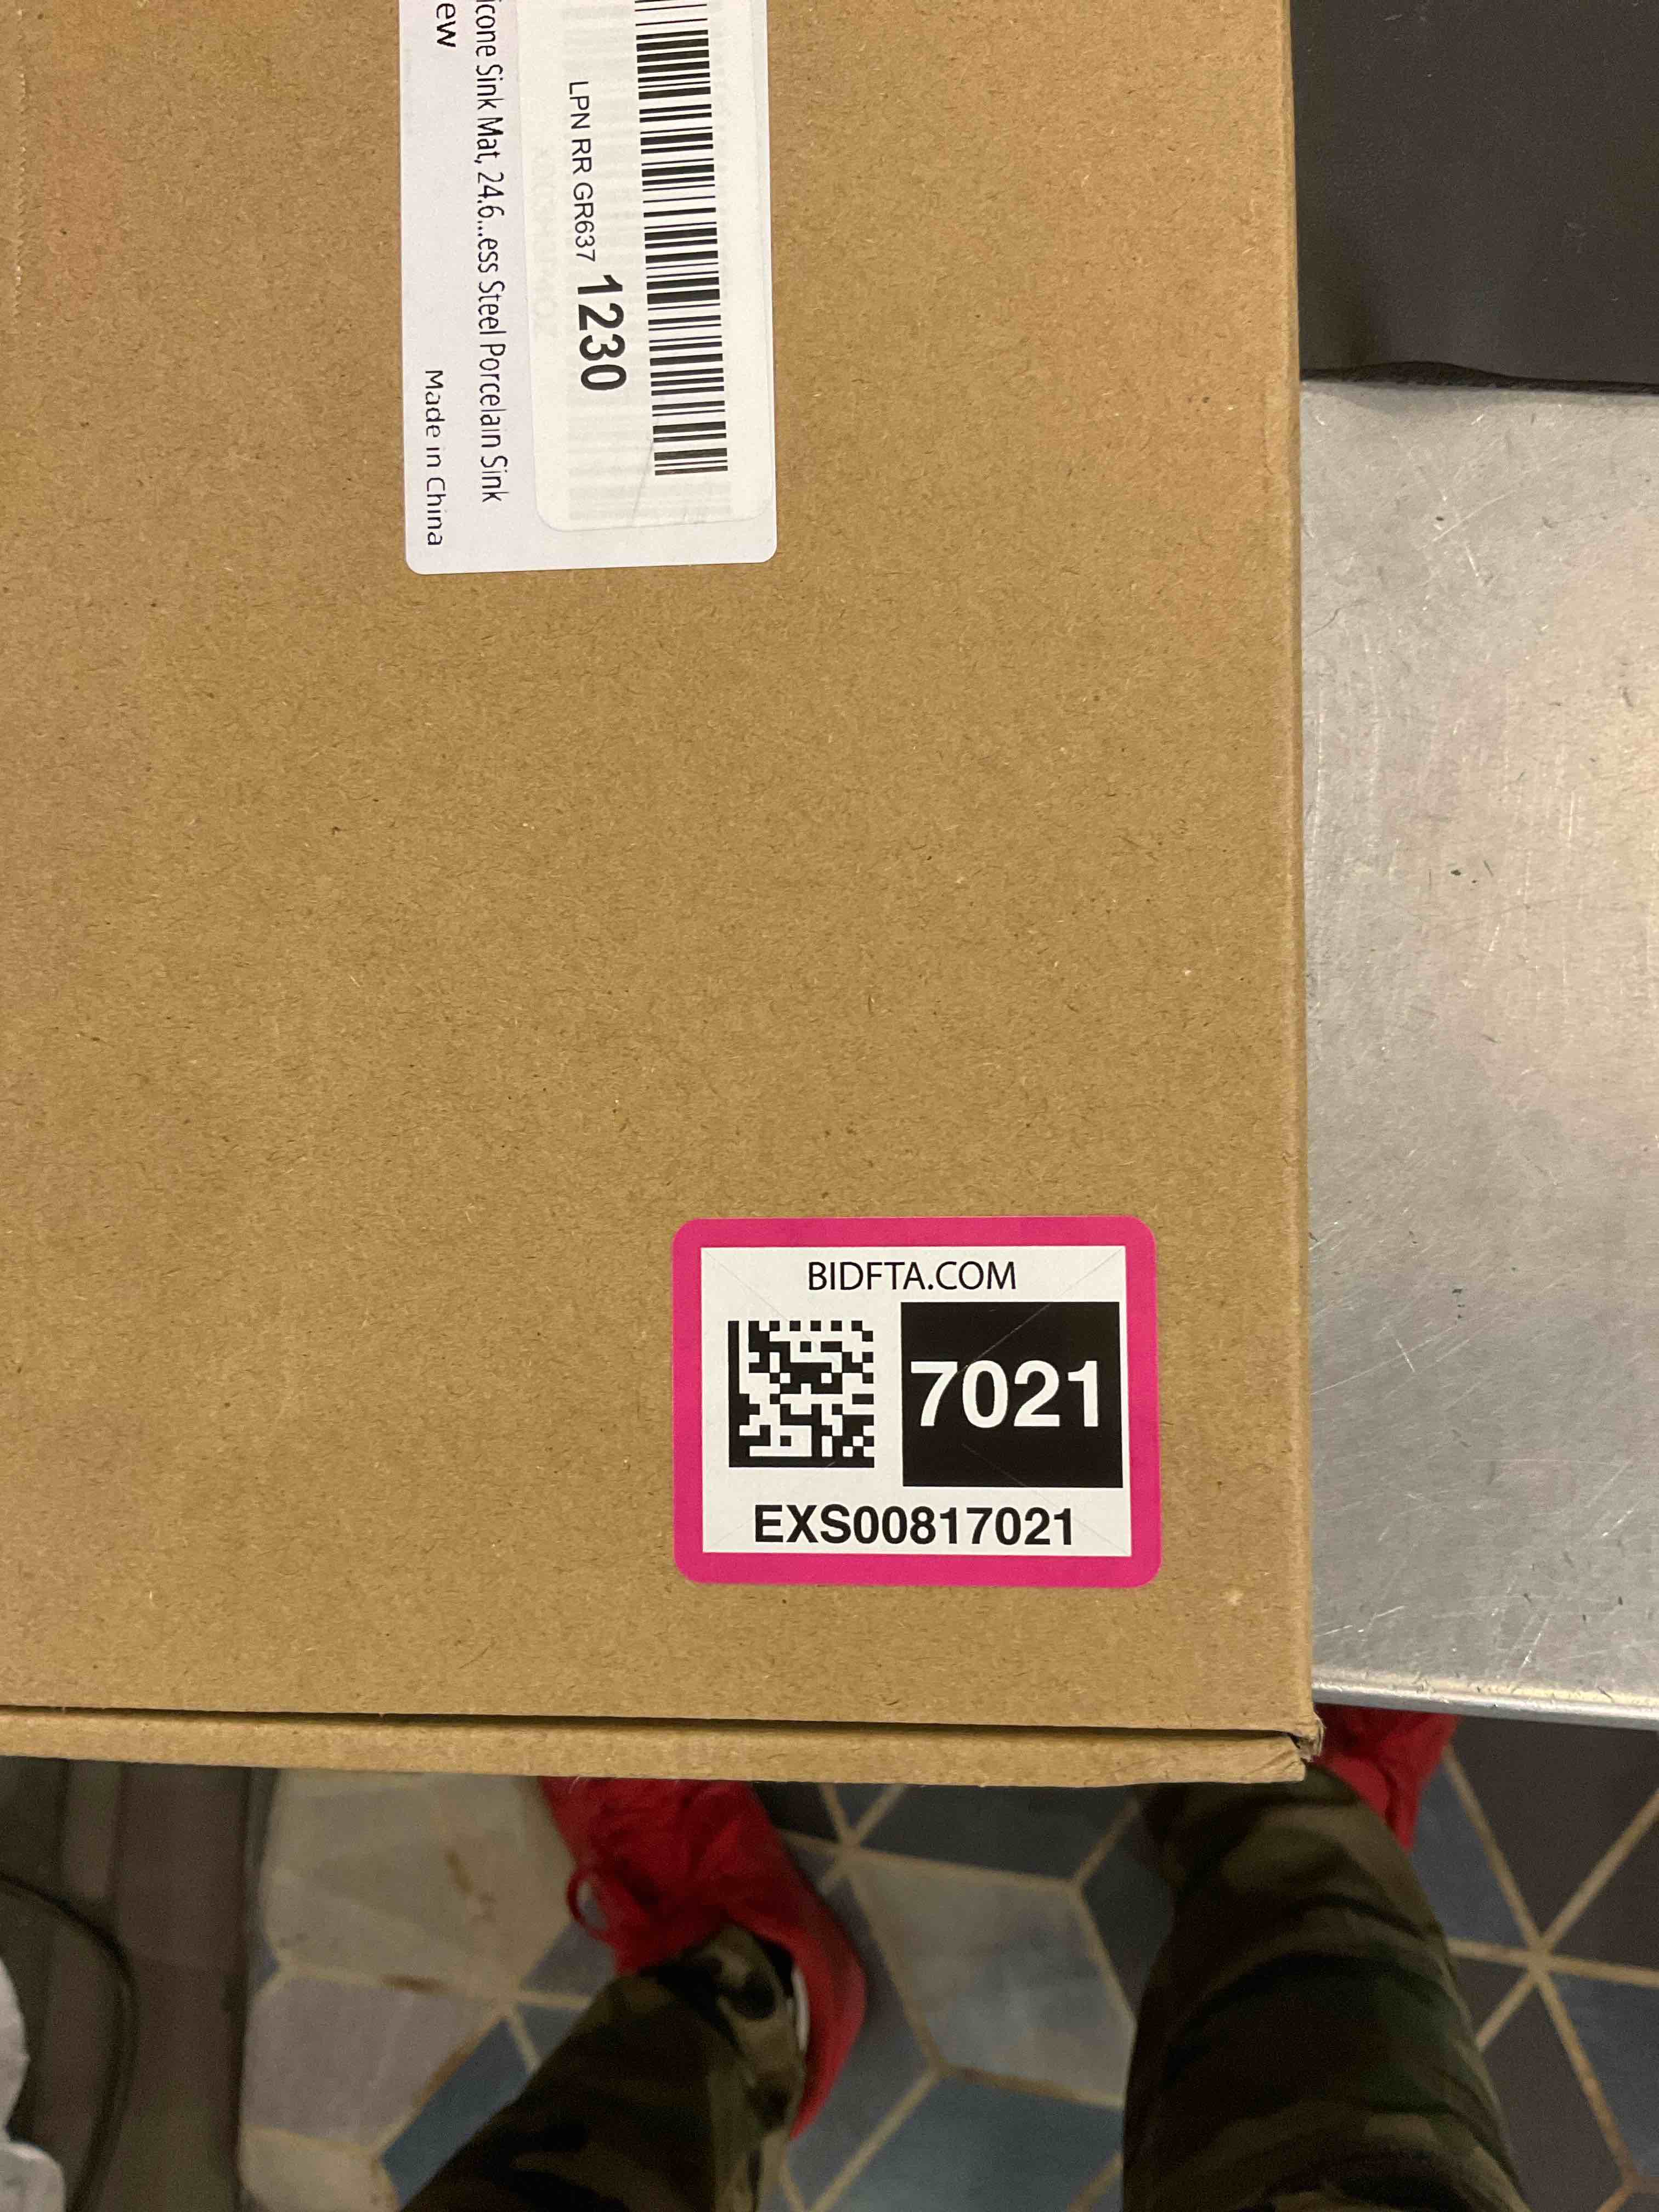 icone Sink Mat, 24.6...ess Steel Porcelain Sink
ew
Made in China
LPN RR GR637 1230
BIDFTA.COM
7021
EXS00817021